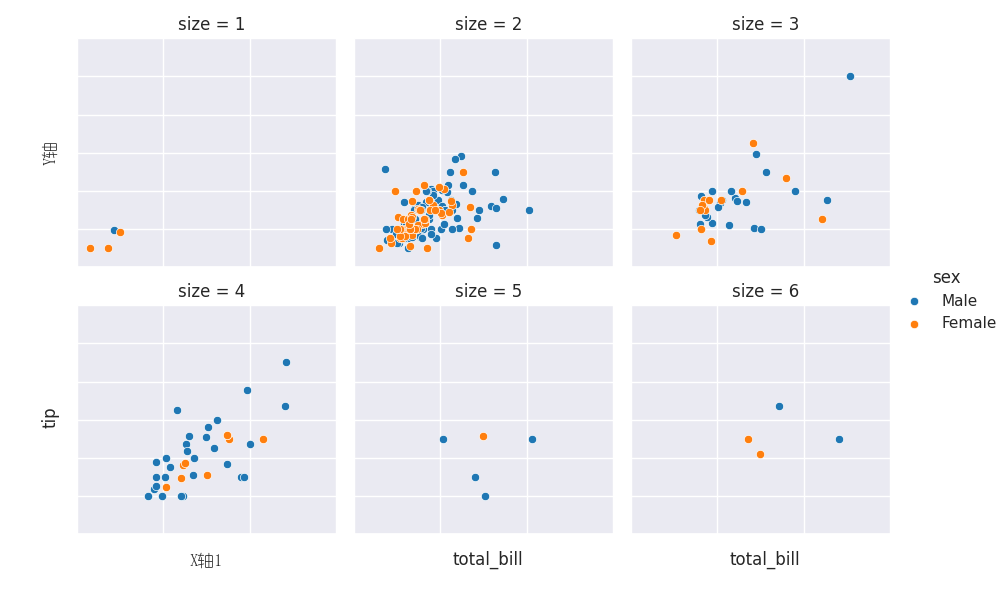 size = 1
size = 2
size = 3
Y轴
size = 4
size = 5
size = 6
sex
Male
Female
tip
X轴1
total_bill
total_bill